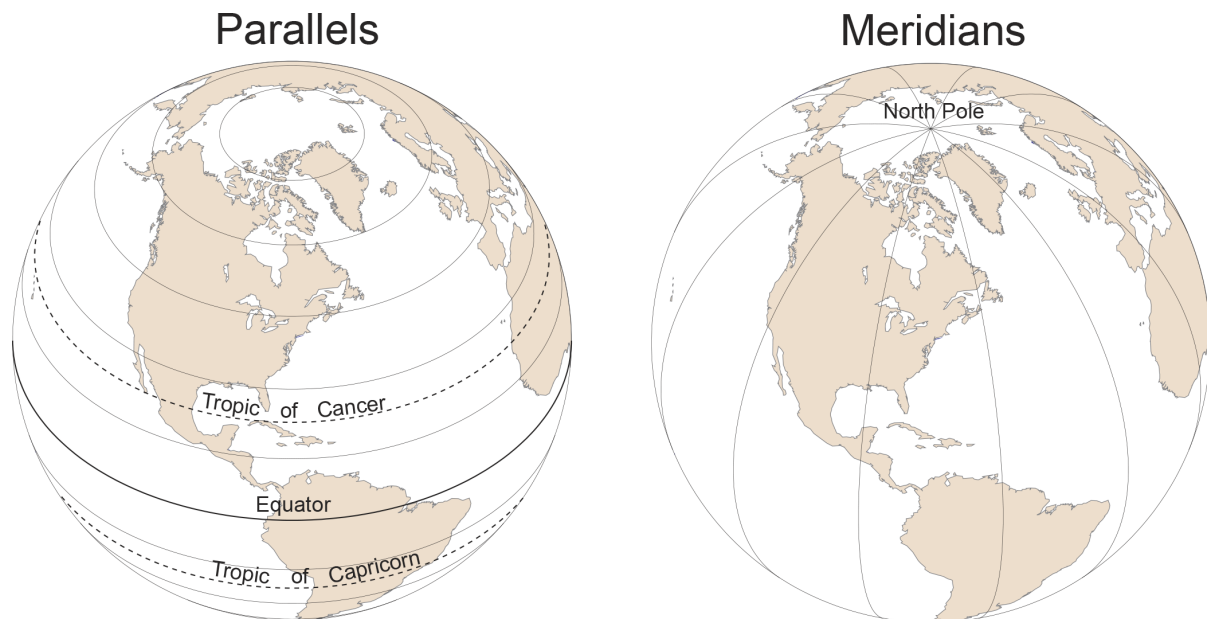 Parallels
Meridians
North Pole
Tropic of Cancer
Equator
Tropic of Capricorn